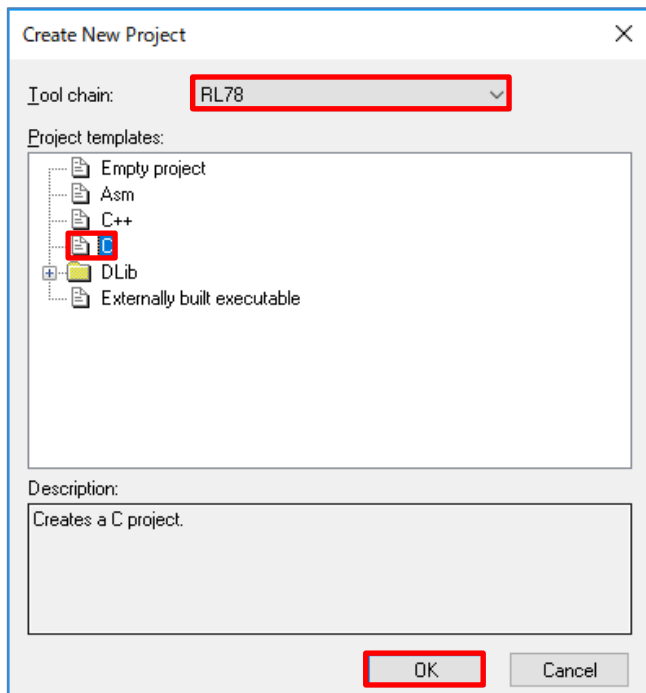 Create New Project
Tool chain: RL78
Project templates:
Empty project
Asm
C++
C
DLib
Externally built executable
Description:
Creates a C project.
OK Cancel